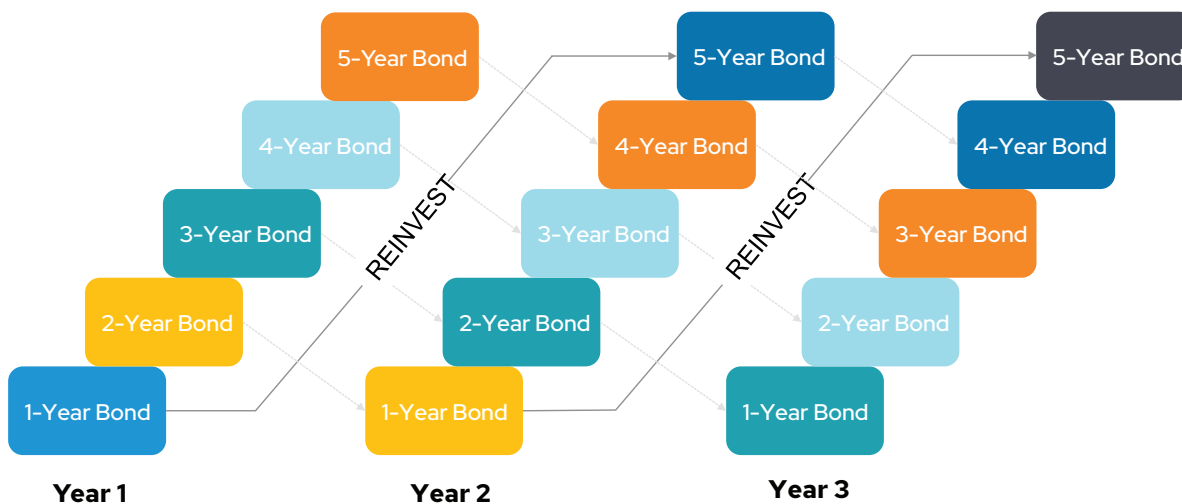 5-Year Bond
4-Year Bond
3-Year Bond
2-Year Bond
1-Year Bond
Year 1
REINVEST
5-Year Bond
4-Year Bond
3-Year Bond
2-Year Bond
1-Year Bond
Year 2
REINVEST
5-Year Bond
4-Year Bond
3-Year Bond
2-Year Bond
1-Year Bond
Year 3